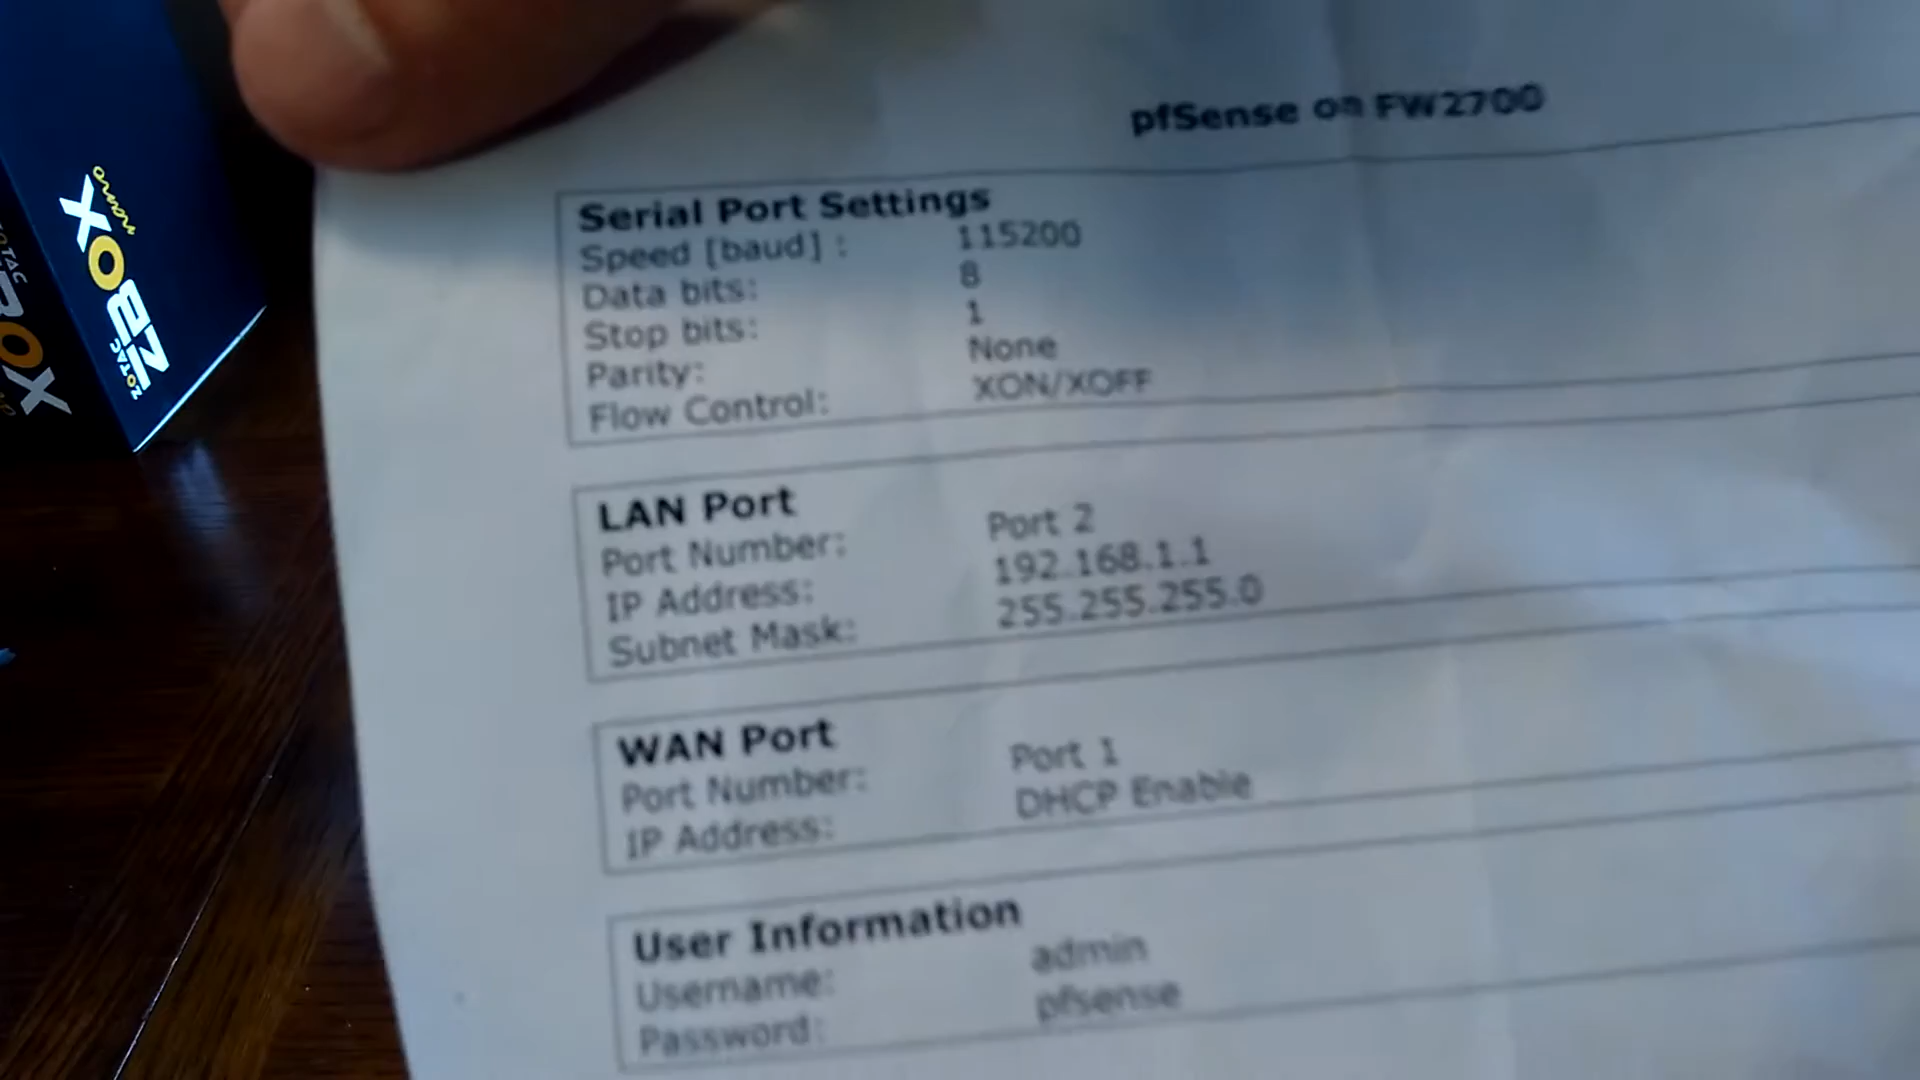 pfSense on FW2700
Serial Port Settings
Speed [baud] : 115200
Data bits: 8
Stop bits: 1
Parity: None
Flow Control: XON/XOFF
LAN Port
Port Number: Port 2
IP Address: 192.168.1.1
Subnet Mask: 255.255.255.0
WAN Port
Port Number: Port 1
IP Address: DHCP Enable
User Information
Username: admin
Password: pfsense
ZOTAC
ZBOX
nano